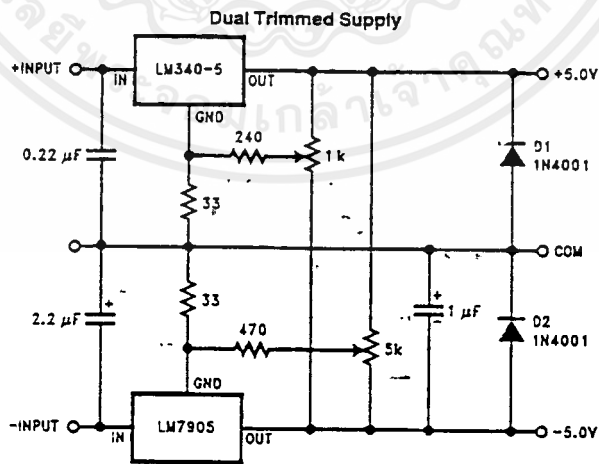 Dual Trimmed Supply
+INPUT
IN
LM340-5
OUT
+5.0V
GND
240
1k
D1
1N4001
0.22 μF
33
COM
33
2.2 μF
+
470
5k
+
1 μF
-
D2
1N4001
GND
-INPUT
IN
LM7905
OUT
-5.0V